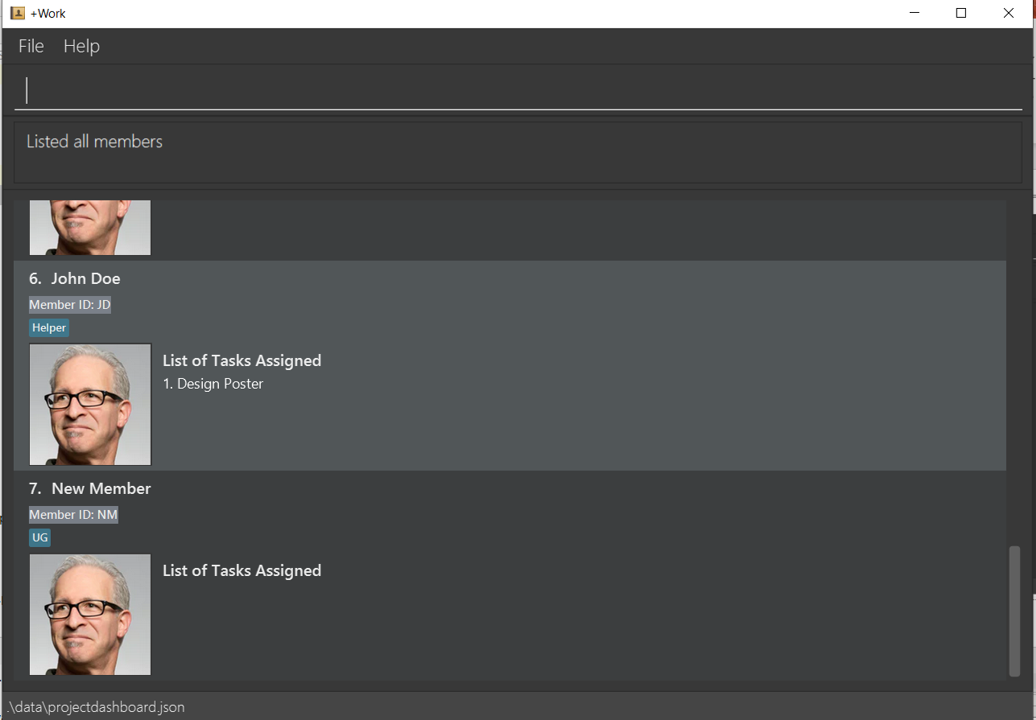 +Work
File Help
Listed all members
6. John Doe
Member ID: JD
Helper
List of Tasks Assigned
1. Design Poster
7. New Member
Member ID: NM
UG
List of Tasks Assigned
.\data\projectdashboard.json